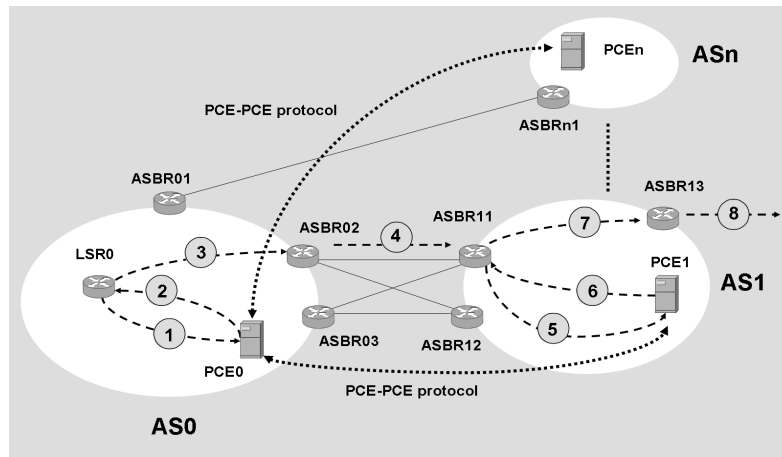 PCEn
ASn
PCE-PCE protocol
ASBRn1
ASBR01
ASBR13
ASBR02
ASBR11
7
8
4
3
LSR0
PCE1
AS1
2
6
1
5
ASBR03
ASBR12
PCE0
PCE-PCE protocol
AS0